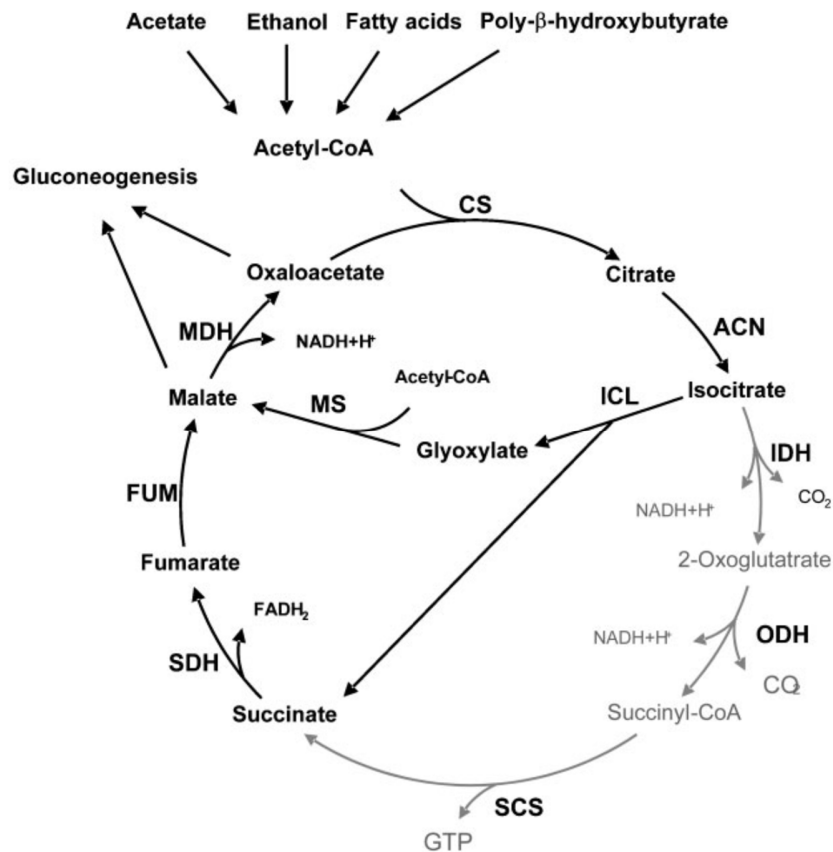 Acetate
Ethanol
Fatty acids
Poly-β-hydroxybutyrate
Acetyl-CoA
Gluconeogenesis
CS
Oxaloacetate
Citrate
MDH
NADH+H⁺
ACN
Acetyl-CoA
Malate
MS
ICL
Isocitrate
Glyoxylate
IDH
FUM
NADH+H⁺
CO₂
Fumarate
2-Oxoglutatrate
FADH₂
NADH+H⁺
ODH
SDH
CO₂
Succinate
Succinyl-CoA
SCS
GTP